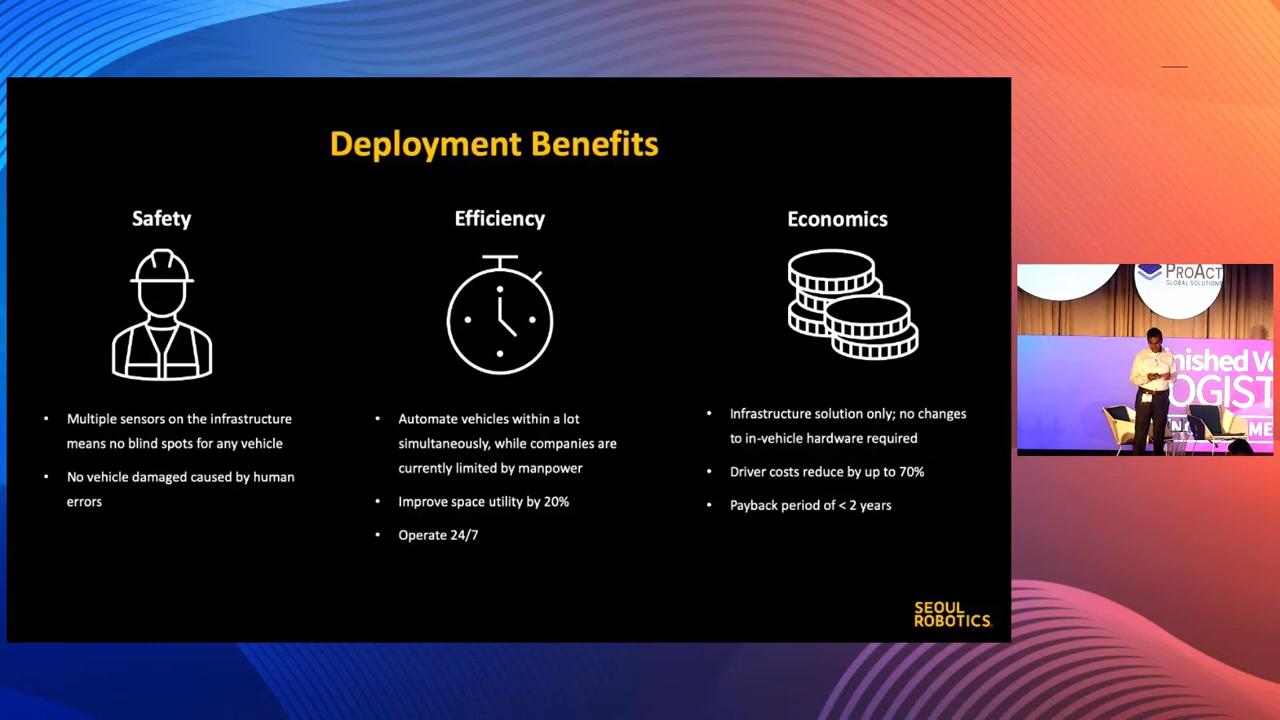 Deployment Benefits
Safety
Multiple sensors on the infrastructure
means no blind spots for any vehicle
No vehicle damaged caused by human
errors
Efficiency
Automate vehicles within a lot
simultaneously, while companies are
currently limited by manpower
Improve space utility by 20%
Operate 24/7
Economics
Infrastructure solution only; no changes
to in-vehicle hardware required
Driver costs reduce by up to 70%
Payback period of < 2 years
SEOUL
ROBOTICS
PROACT
GLOBAL SOLUTIONS